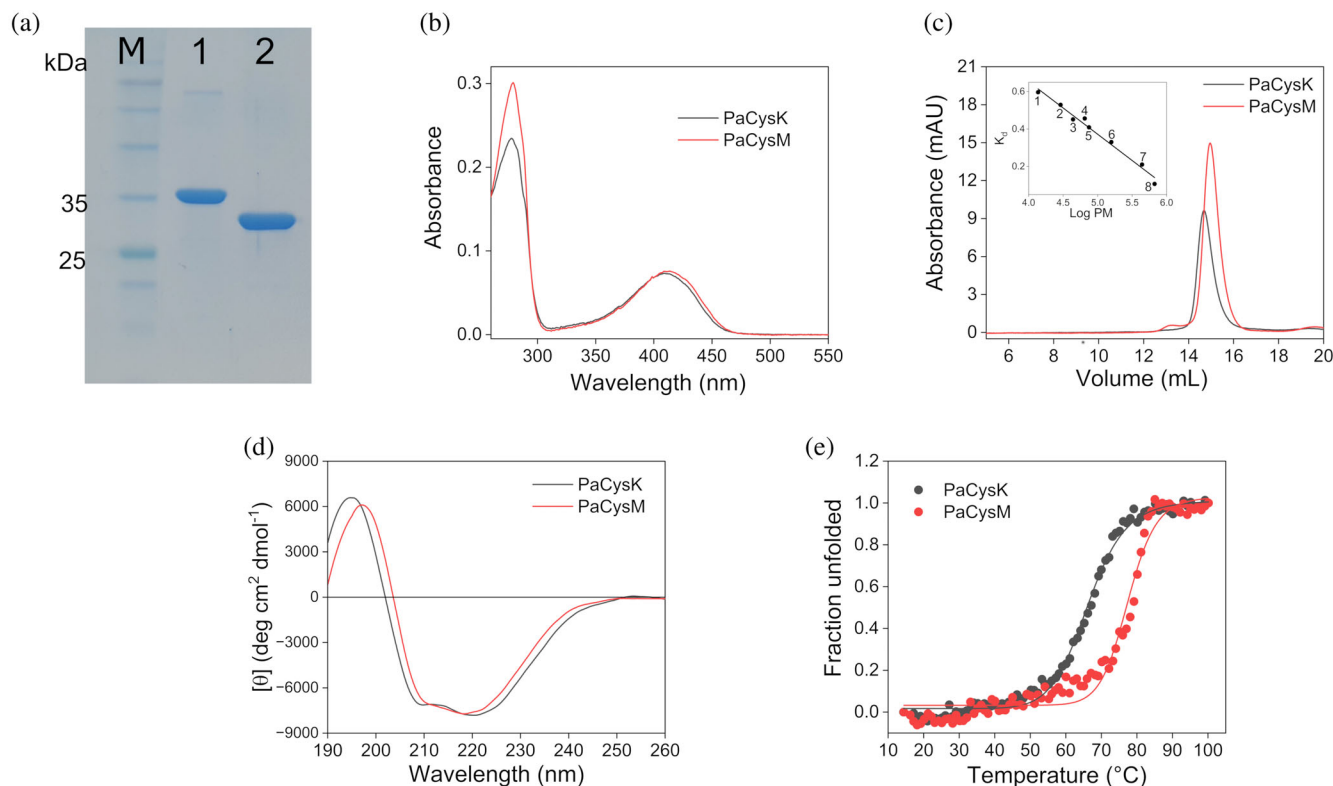 (a)
M 1 2
kDa
35
25
(b)
0.3
0.2
0.1
0.0
Absorbance
PaCysK
PaCysM
300 350 400 450 500 550
Wavelength (nm)
(c)
21
18
15
12
9
6
3
0
Absorbance (mAU)
PaCysK
PaCysM
0.6
0.4
0.2
K_d
1
2
3
4
5
6
7
8
4.0 4.5 5.0 5.5 6.0
Log PM
6 8 10 12 14 16 18 20
*
Volume (mL)
(d)
9000
6000
3000
0
−3000
−6000
−9000
[θ] (deg cm² dmol⁻¹)
PaCysK
PaCysM
190 200 210 220 230 240 250 260
Wavelength (nm)
(e)
1.2
1.0
0.8
0.6
0.4
0.2
0.0
Fraction unfolded
PaCysK
PaCysM
10 20 30 40 50 60 70 80 90 100
Temperature (°C)